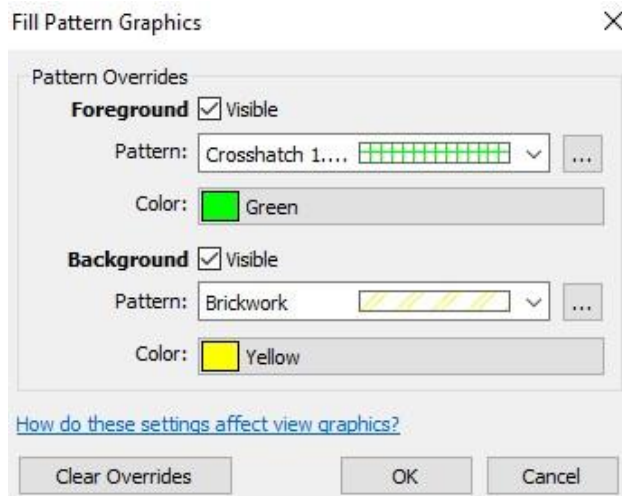 Fill Pattern Graphics
Pattern Overrides
Foreground Visible
Pattern: Crosshatch 1.... ...
Color: Green
Background Visible
Pattern: Brickwork ...
Color: Yellow
How do these settings affect view graphics?
Clear Overrides OK Cancel